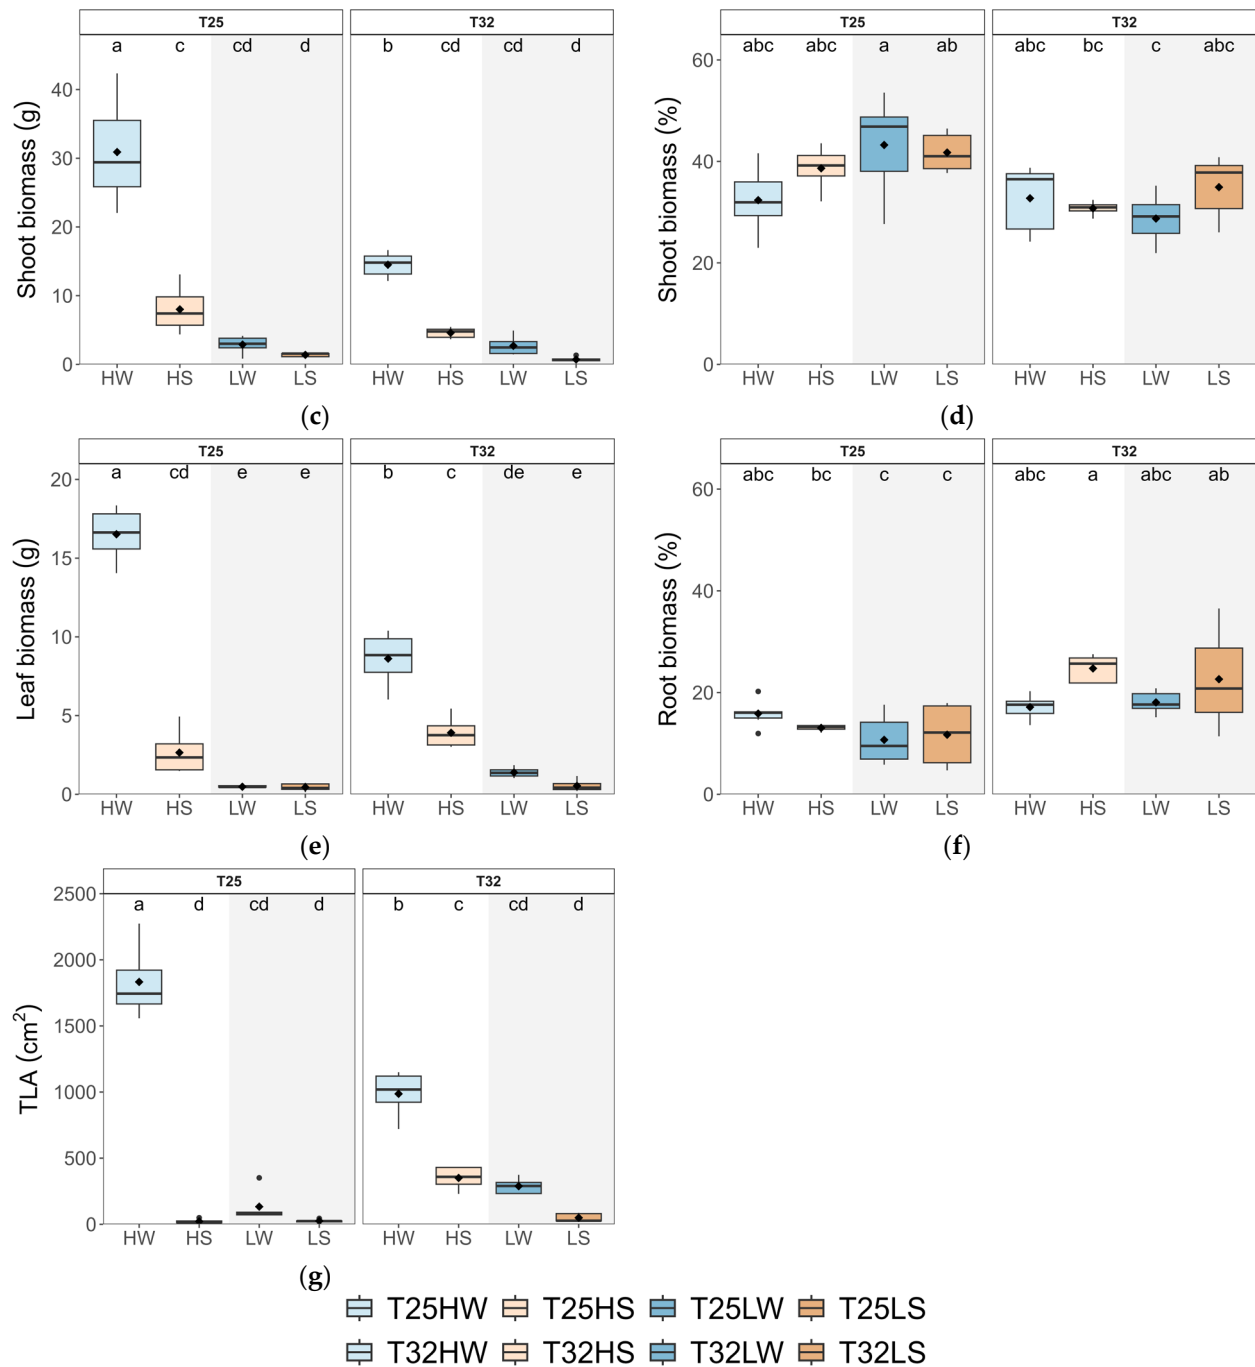 T25 T32
a c cd d b cd cd d
Shoot biomass (g)
40
30
20
10
0
HW HS LW LS HW HS LW LS
(c)
T25 T32
abc abc a ab abc bc c abc
Shoot biomass (%)
60
40
20
0
HW HS LW LS HW HS LW LS
(d)
T25 T32
a cd e e b c de e
Leaf biomass (g)
20
15
10
5
0
HW HS LW LS HW HS LW LS
(e)
T25 T32
abc bc c c abc a abc ab
Root biomass (%)
60
40
20
0
HW HS LW LS HW HS LW LS
(f)
T25 T32
a d cd d b c cd d
TLA (cm²)
2500
2000
1500
1000
500
0
HW HS LW LS HW HS LW LS
(g)
T25HW T25HS T25LW T25LS
T32HW T32HS T32LW T32LS